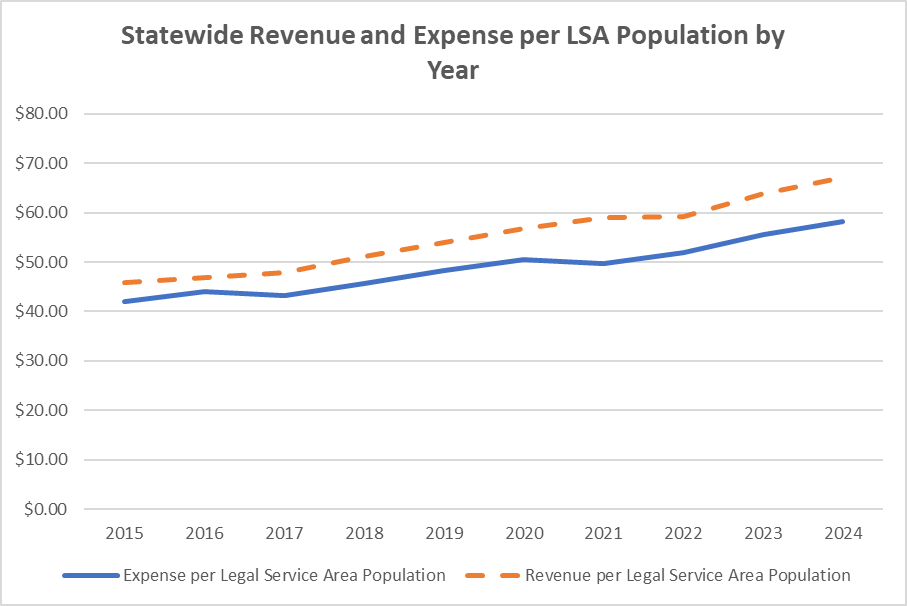 Statewide Revenue and Expense per LSA Population by
Year
$80.00
$70.00
$60.00
$50.00
$40.00
$30.00
$20.00
$10.00
$0.00
2015 2016 2017 2018 2019 2020 2021 2022 2023 2024
Expense per Legal Service Area Population Revenue per Legal Service Area Population